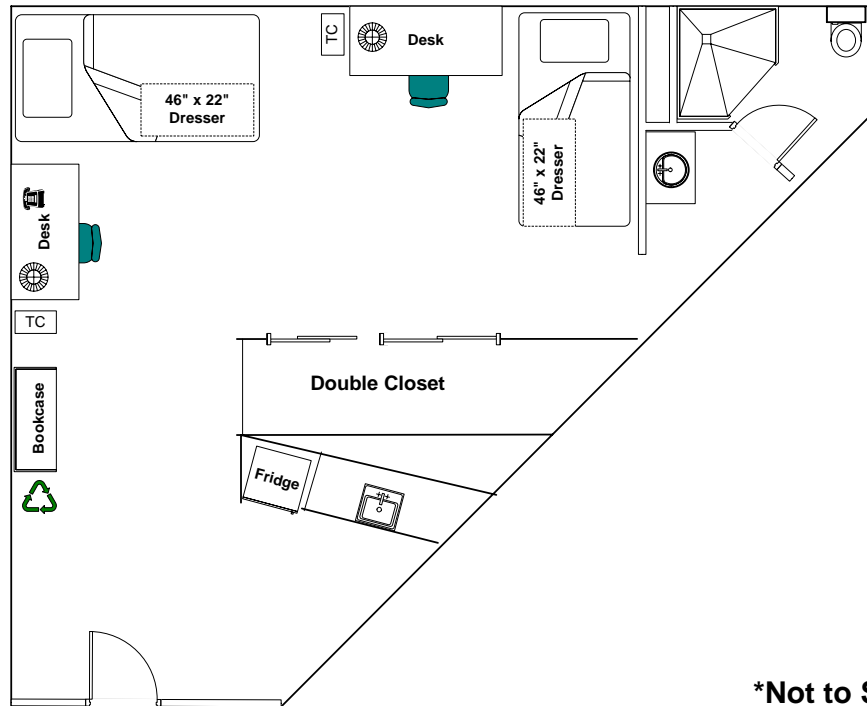 TC
Desk
46" x 22"
Dresser
46" x 22"
Dresser
Desk
TC
Double Closet
Bookcase
Fridge
*Not to S